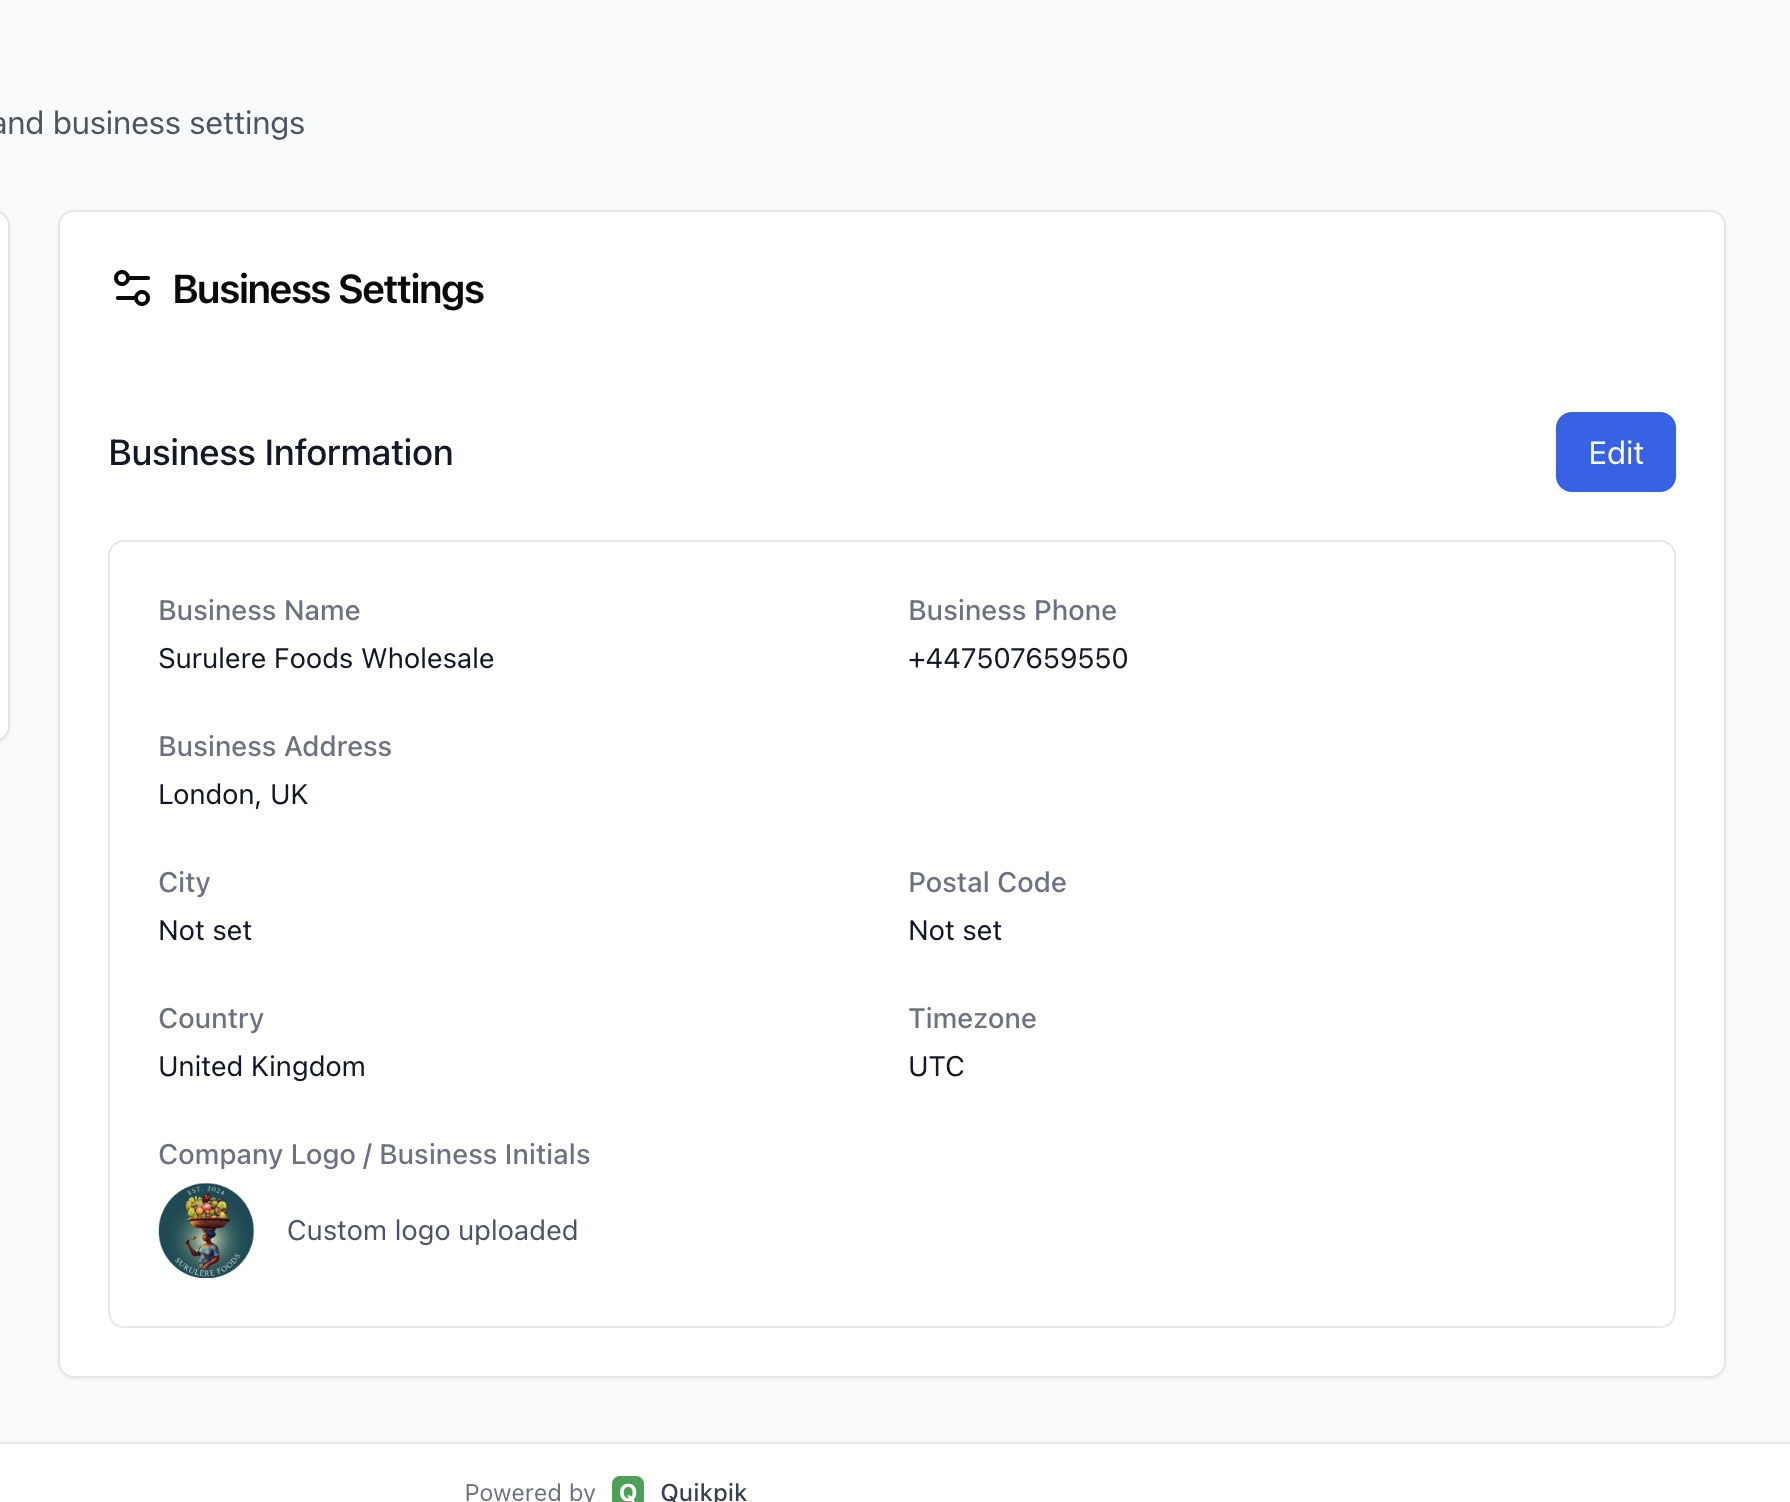 and business settings
Business Settings
Business Information
Edit
Business Name
Surulere Foods Wholesale
Business Phone
+447507659550
Business Address
London, UK
City
Not set
Postal Code
Not set
Country
United Kingdom
Timezone
UTC
Company Logo / Business Initials
EST. 2024
SURULERE FOODS
Custom logo uploaded
Powered by Q Quikpik